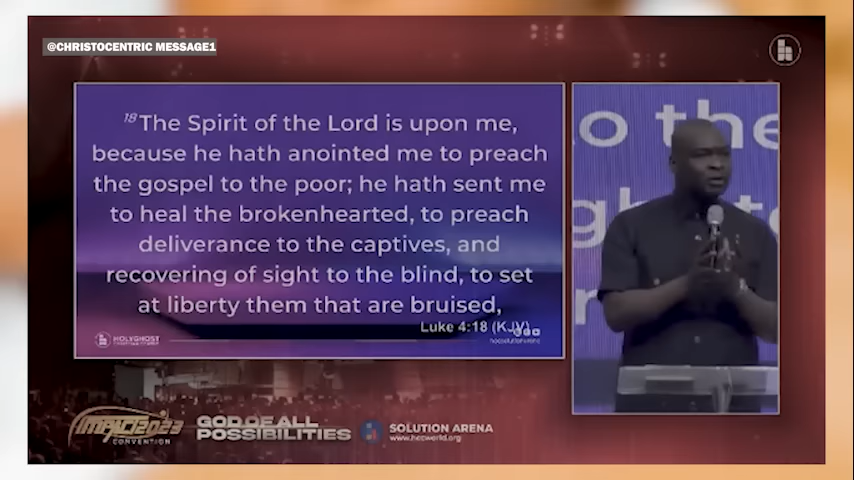 @CHRISTOCENTRIC MESSAGE1
18 The Spirit of the Lord is upon me,
because he hath anointed me to preach
the gospel to the poor; he hath sent me
to heal the brokenhearted, to preach
deliverance to the captives, and
recovering of sight to the blind, to set
at liberty them that are bruised,
Luke 4:18 (KJV)
HOLYGHOST
o the
IMPACT2023
CONVENTION
GOD OF ALL
POSSIBILITIES
SOLUTION ARENA
www.hccworld.org